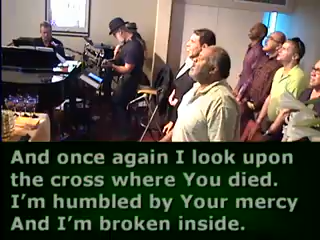 And once again I look upon
the cross where You died.
I'm humbled by Your mercy
And I'm broken inside.